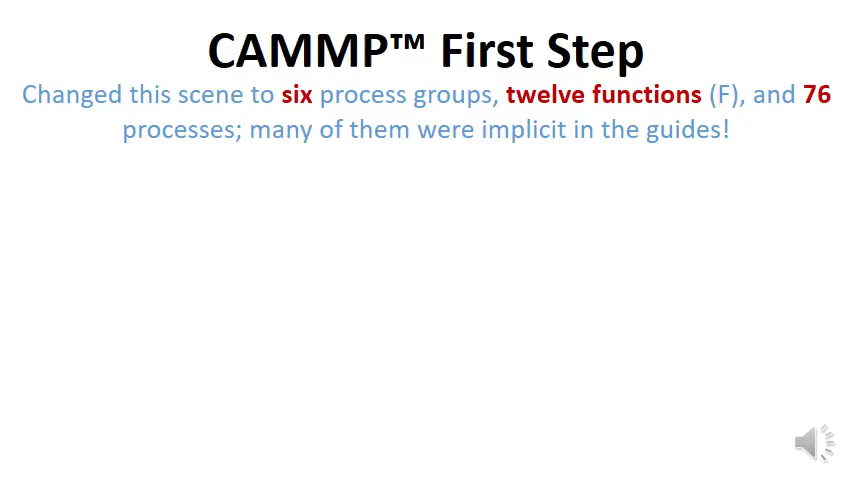 CAMMP™ First Step
Changed this scene to six process groups, twelve functions (F), and 76
processes; many of them were implicit in the guides!